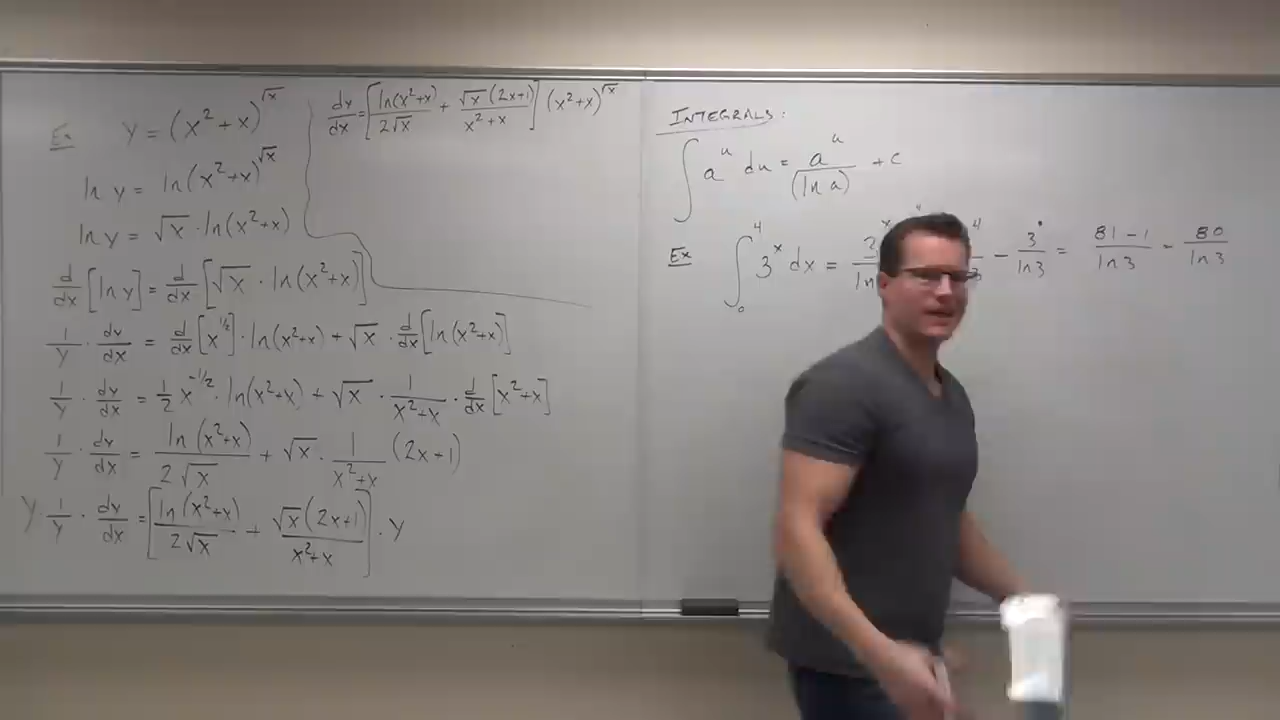 Ex y = (x²+x)^√x
ln y = ln(x²+x)^√x
ln y = √x · ln(x²+x)
d/dx [ln y] = d/dx [√x · ln(x²+x)]
1/y · dy/dx = d/dx [x^1/2] · ln(x²+x) + √x · d/dx [ln(x²+x)]
1/y · dy/dx = 1/2 x^-1/2 · ln(x²+x) + √x · 1/(x²+x) · d/dx [x²+x]
1/y · dy/dx = ln(x²+x)/(2√x) + √x · 1/(x²+x) (2x+1)
y · 1/y · dy/dx = [ln(x²+x)/(2√x) + √x(2x+1)/(x²+x)] · y
dy/dx = [ln(x²+x)/(2√x) + √x(2x+1)/(x²+x)] (x²+x)^√x
INTEGRALS:
∫ a^u du = a^u/(ln a) + c
Ex ∫₀⁴ 3^x dx = − 3^0/ln3 = 81-1/ln3 - 80/ln3